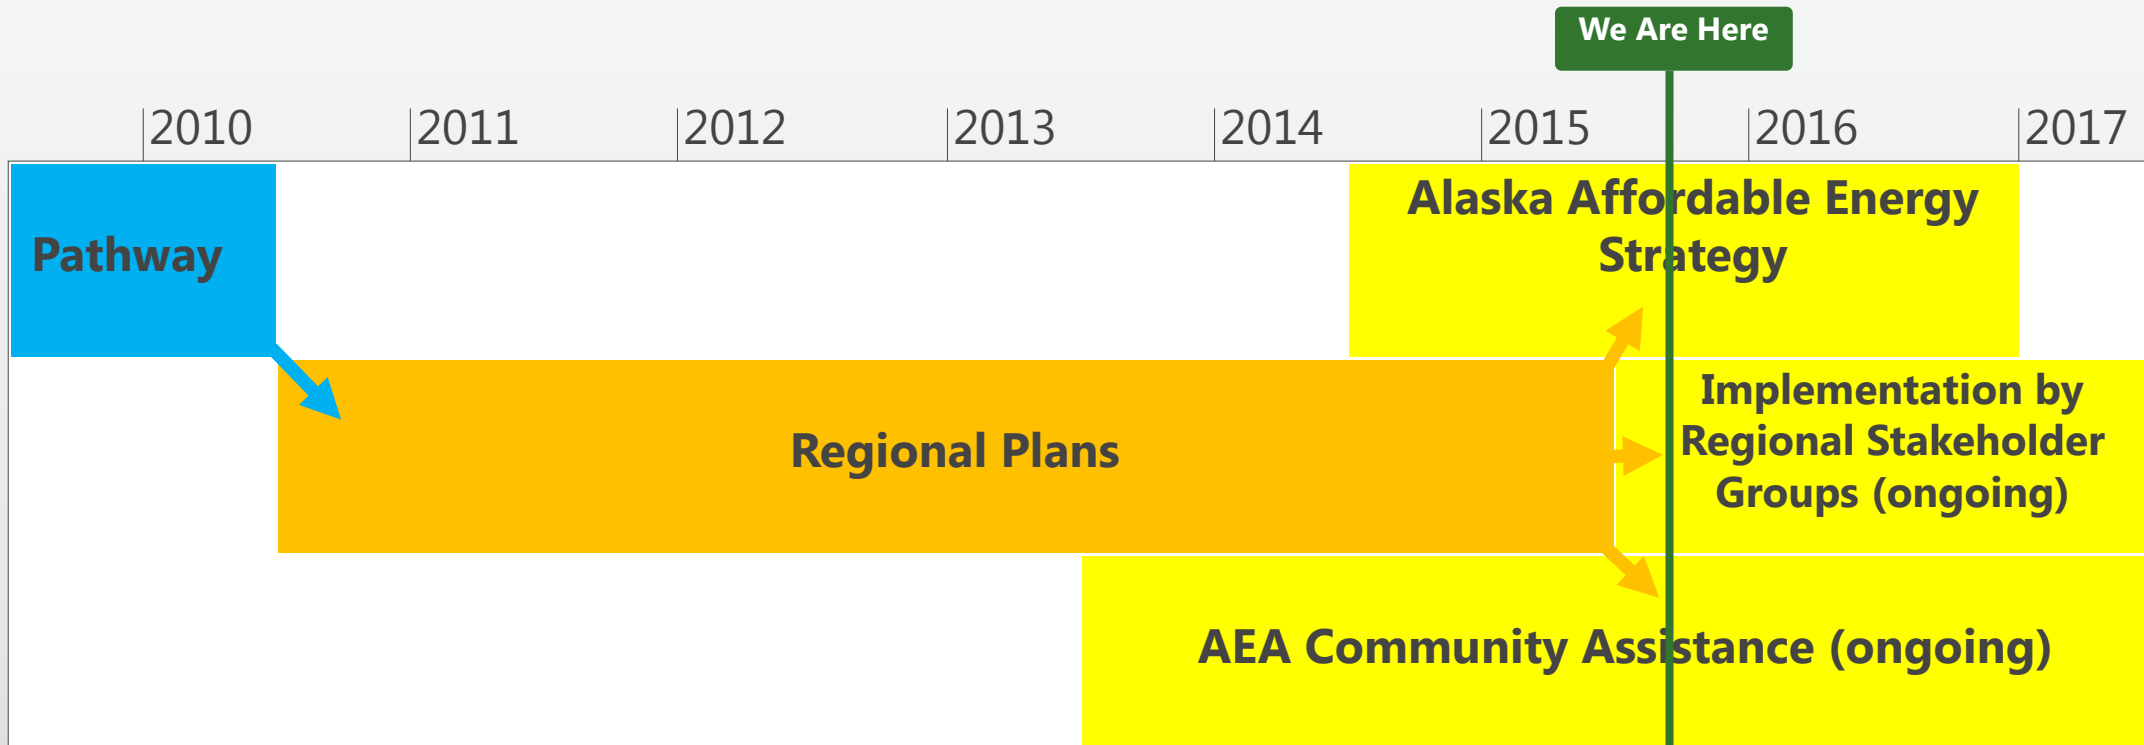 We Are Here
2010 2011 2012 2013 2014 2015 2016 2017
Pathway
Alaska Affordable Energy
Strategy
Regional Plans
Implementation by
Regional Stakeholder
Groups (ongoing)
AEA Community Assistance (ongoing)